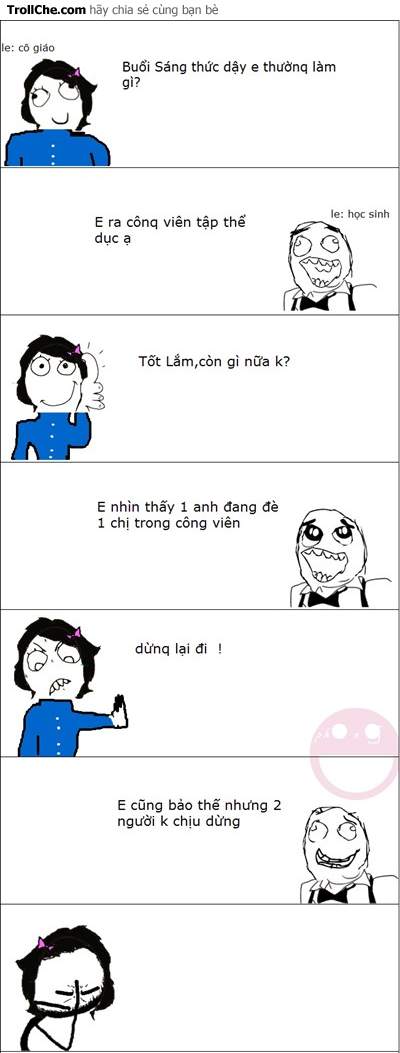 TrollChe.com hãy chia sẻ cùng bạn bè
le: cô giáo
Buổi Sáng thức dậy e thườnq làm
gì?
le: học sinh
E ra cônq viên tập thể
dục ạ
Tốt Lắm,còn gì nữa k?
E nhìn thấy 1 anh đang đè
1 chị trong công viên
dừnq lại đi !
E cũng bảo thế nhưng 2
người k chịu dừng